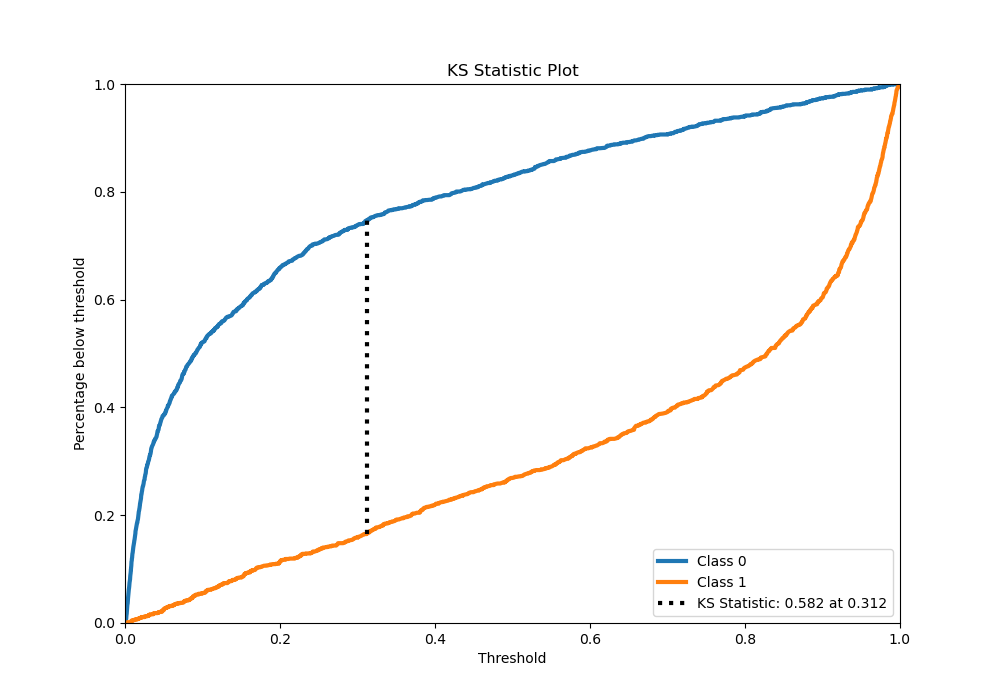 KS Statistic Plot
Percentage below threshold
1.0
0.8
0.6
0.4
0.2
0.0
0.0 0.2 0.4 0.6 0.8 1.0
Threshold
Class 0
Class 1
KS Statistic: 0.582 at 0.312